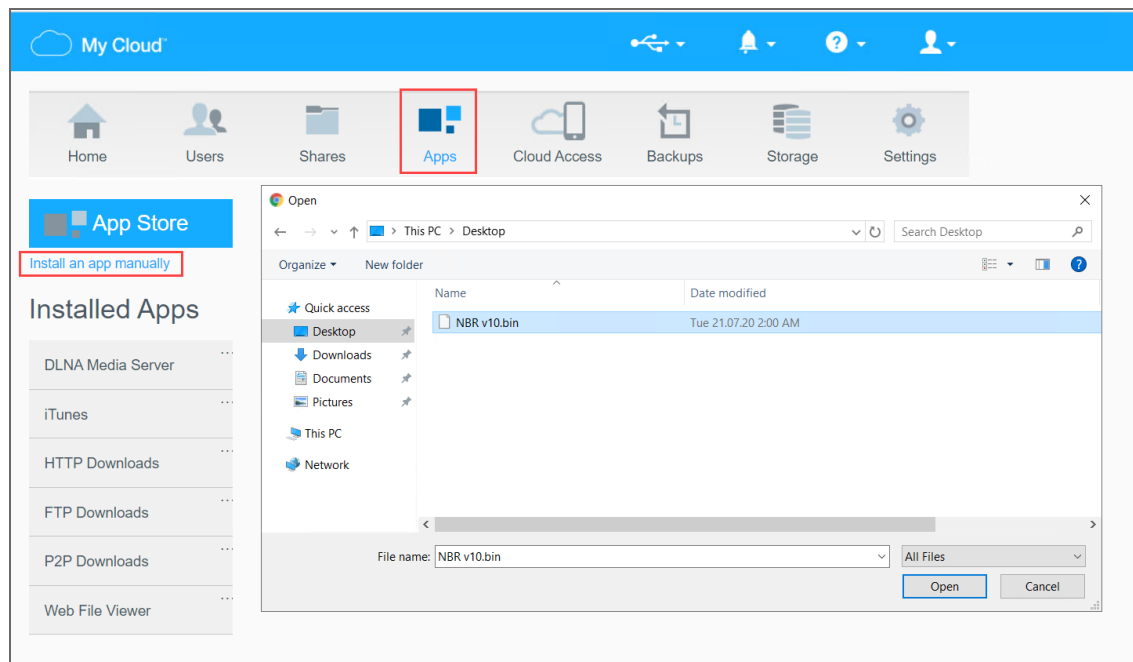 My Cloud™
Home Users Shares Apps Cloud Access Backups Storage Settings
App Store
Install an app manually
Installed Apps
DLNA Media Server ...
iTunes ...
HTTP Downloads ...
FTP Downloads ...
P2P Downloads ...
Web File Viewer ...
Open
This PC > Desktop
Search Desktop
Organize New folder
?
Quick access
Desktop
Downloads
Documents
Pictures
This PC
Network
Name Date modified
NBR v10.bin Tue 21.07.20 2:00 AM
File name: NBR v10.bin All Files
Open Cancel